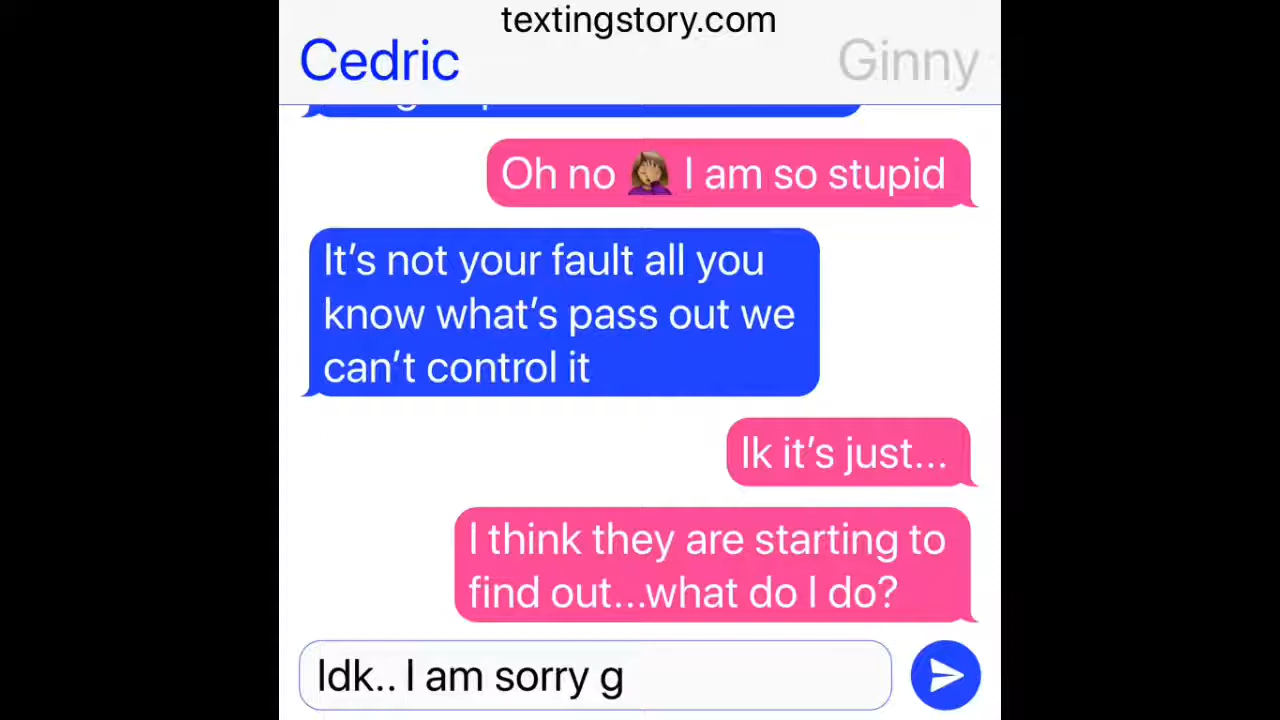 textingstory.com
Cedric
Ginny
Oh no 🤦🏽‍♀️ I am so stupid
It's not your fault all you
know what's pass out we
can't control it
Ik it's just...
I think they are starting to
find out...what do I do?
Idk.. I am sorry g